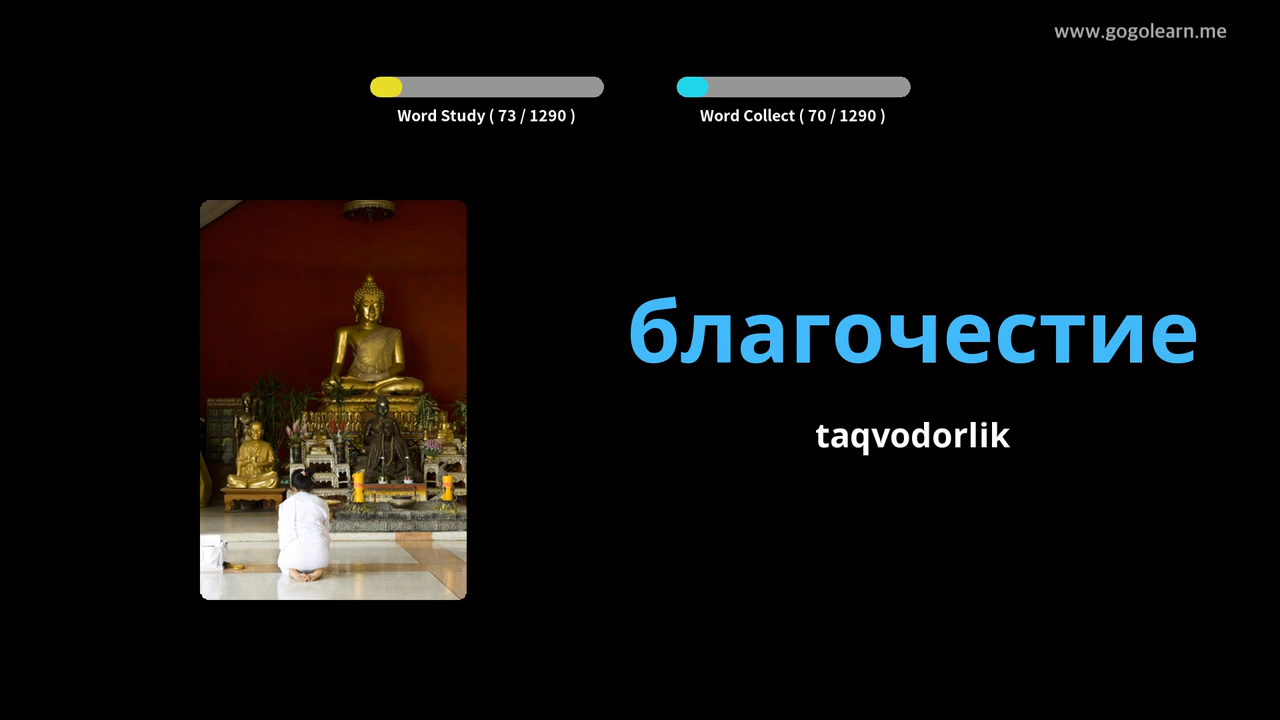 www.gogolearn.me
Word Study ( 73 / 1290 )
Word Collect ( 70 / 1290 )
благочестие
taqvodorlik